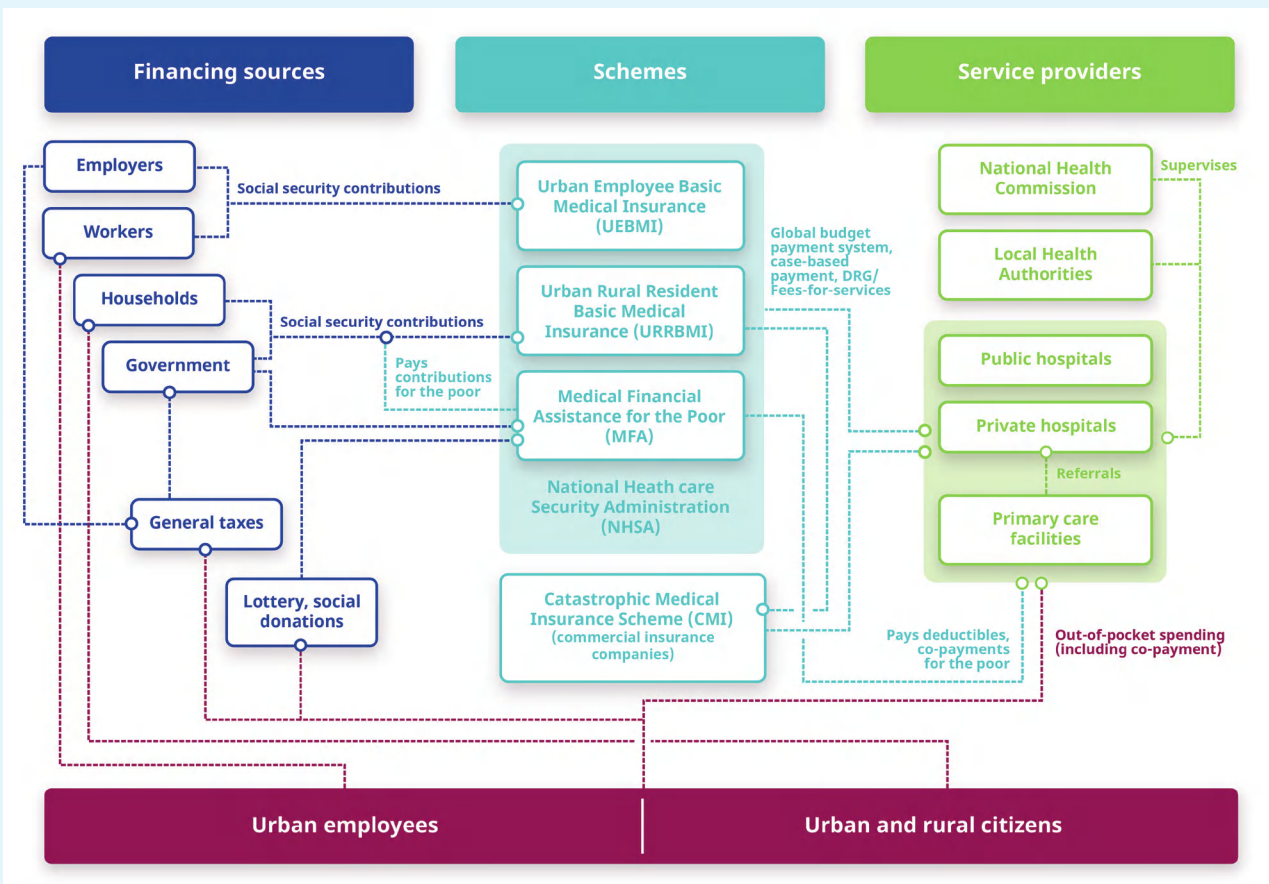 Financing sources
Schemes
Service providers
Employers
Workers
Households
Government
General taxes
Lottery, social
donations
Social security contributions
Social security contributions
Pays
contributions
for the poor
Urban Employee Basic
Medical Insurance
(UEBMI)
Urban Rural Resident
Basic Medical
Insurance (URRBMI)
Medical Financial
Assistance for the Poor
(MFA)
National Heath care
Security Administration
(NHSA)
Catastrophic Medical
Insurance Scheme (CMI)
(commercial insurance
companies)
Global budget
payment system,
case-based
payment, DRG/
Fees-for-services
National Health
Commission
Supervises
Local Health
Authorities
Public hospitals
Private hospitals
Referrals
Primary care
facilities
Pays deductibles,
co-payments
for the poor
Out-of-pocket spending
(including co-payment)
Urban employees
Urban and rural citizens